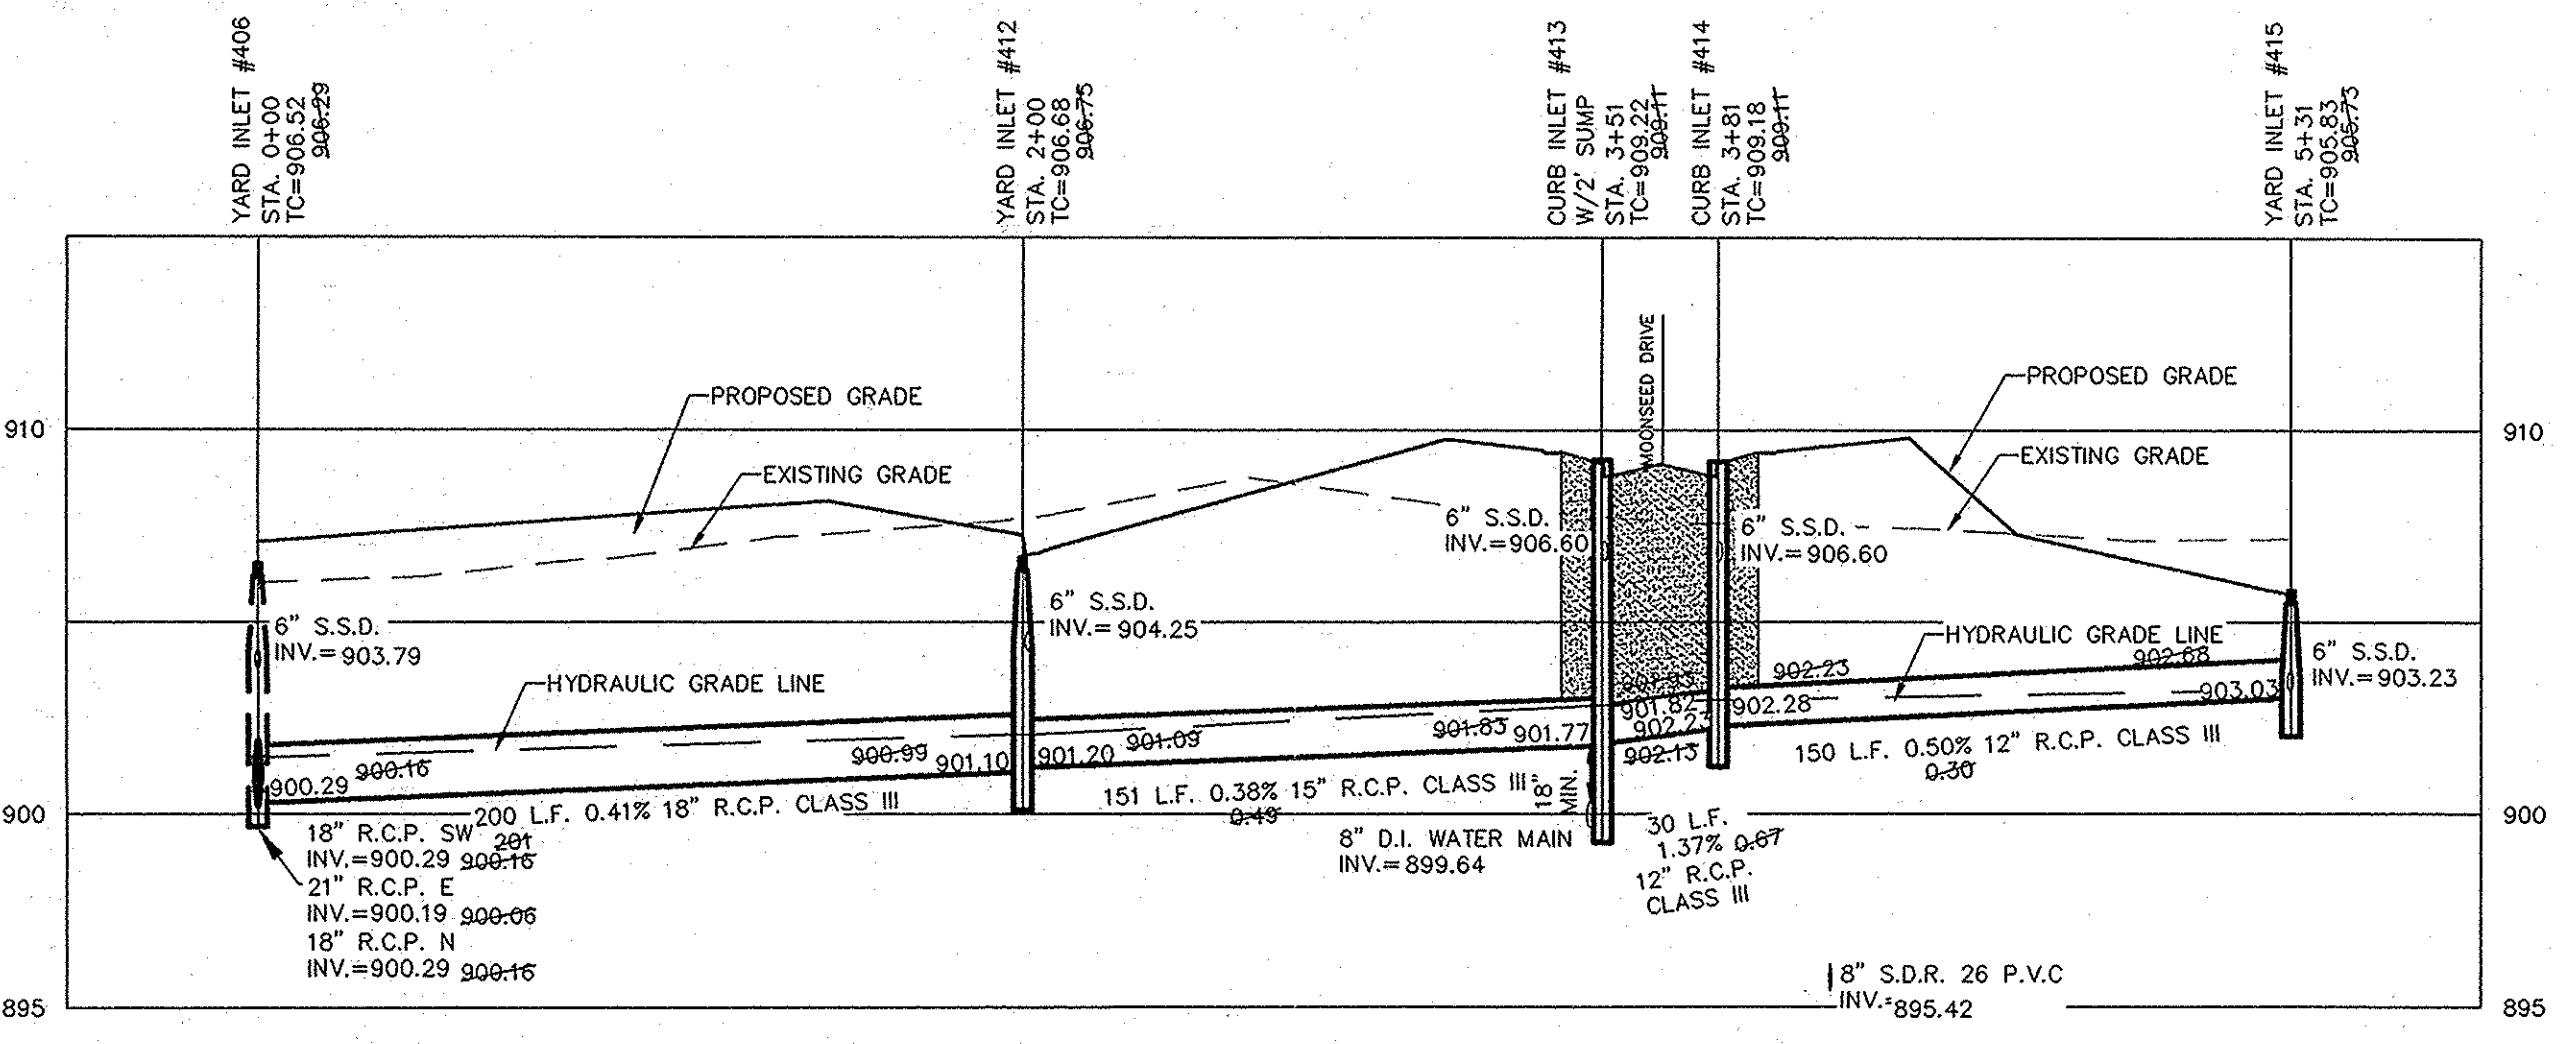 YARD INLET #406
STA. 0+00
TC=906.52
906.29
YARD INLET #412
STA. 2+00
TC=906.68
906.75
CURB INLET #413
W/2' SUMP
STA. 3+51
TC=909.22
909.11
CURB INLET #414
STA. 3+81
TC=909.18
909.11
YARD INLET #415
STA. 5+31
TC=905.83
905.73
MOONSEED DRIVE
PROPOSED GRADE
PROPOSED GRADE
910
910
EXISTING GRADE
EXISTING GRADE
6" S.S.D.
INV.=906.60
6" S.S.D.
INV.=906.60
6" S.S.D.
INV.=903.79
6" S.S.D.
INV.=904.25
HYDRAULIC GRADE LINE
HYDRAULIC GRADE LINE
6" S.S.D.
INV.=903.23
902.23
902.68
903.03
900.29
900.16
900.99
901.10
901.20
901.09
901.83
901.77
901.82
902.23
902.13
902.28
200 L.F. 0.41% 18" R.C.P. CLASS III
201
151 L.F. 0.38% 15" R.C.P. CLASS III
0.49
18" MIN.
150 L.F. 0.50% 12" R.C.P. CLASS III
0.30
900
900
18" R.C.P. SW
INV.=900.29 900.16
21" R.C.P. E
INV.=900.19 900.06
18" R.C.P. N
INV.=900.29 900.16
8" D.I. WATER MAIN
INV.=899.64
30 L.F.
1.37% 0.67
12" R.C.P.
CLASS III
8" S.D.R. 26 P.V.C
INV.=895.42
895
895